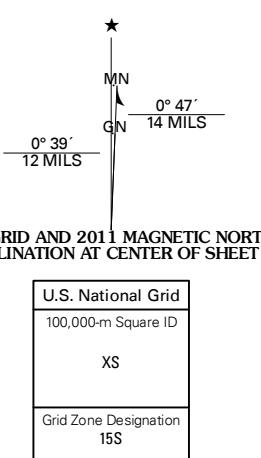 ★
MN
0° 47´
GN
14 MILS
0° 39´
12 MILS
GRID AND 2011 MAGNETIC NORT
LINATION AT CENTER OF SHEET
U.S. National Grid
100,000-m Square ID
XS
Grid Zone Designation
15S